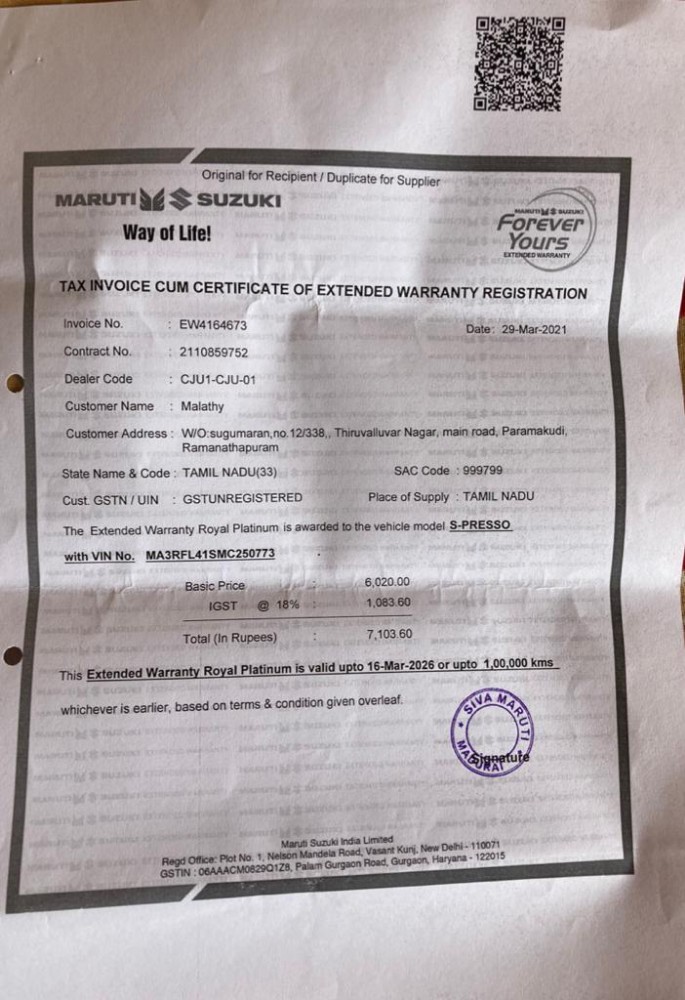 Original for Recipient / Duplicate for Supplier
MARUTI SUZUKI
Way of Life!
MARUTI SUZUKI
Forever
Yours
EXTENDED WARRANTY
TAX INVOICE CUM CERTIFICATE OF EXTENDED WARRANTY REGISTRATION
Invoice No. : EW4164673
Date: 29-Mar-2021
Contract No. : 2110859752
Dealer Code : CJU1-CJU-01
Customer Name : Malathy
Customer Address : W/O:sugumaran,no.12/338,, Thiruvalluvar Nagar, main road, Paramakudi,
Ramanathapuram
State Name & Code : TAMIL NADU(33) SAC Code : 999799
Cust. GSTN / UIN : GSTUNREGISTERED Place of Supply : TAMIL NADU
The Extended Warranty Royal Platinum is awarded to the vehicle model S-PRESSO
with VIN No. MA3RFL41SMC250773 .
Basic Price : 6,020.00
IGST @ 18% : 1,083.60
Total (In Rupees) : 7,103.60
This Extended Warranty Royal Platinum is valid upto 16-Mar-2026 or upto 1,00,000 kms
whichever is earlier, based on terms & condition given overleaf.
SIVA MARUTI
MADURAI
Signature
Maruti Suzuki India Limited
Regd Office: Plot No. 1, Nelson Mandela Road, Vasant Kunj, New Delhi - 110071
GSTIN : 06AAACM0829Q1Z8, Palam Gurgaon Road, Gurgaon, Haryana - 122015